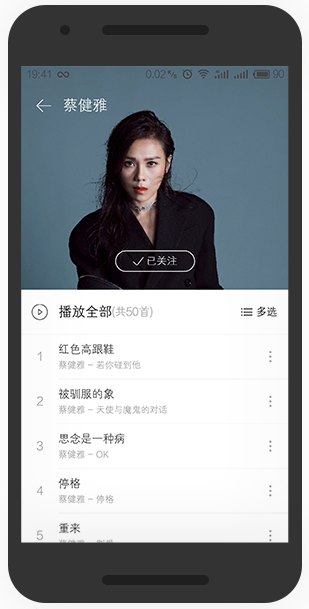 19:41 0.02%s 90
蔡健雅
已关注
播放全部(共50首) 多选
1 红色高跟鞋
蔡健雅 - 若你碰到他
2 被驯服的象
蔡健雅 - 天使与魔鬼的对话
3 思念是一种病
蔡健雅 - OK
4 停格
蔡健雅 - 停格
5 重来